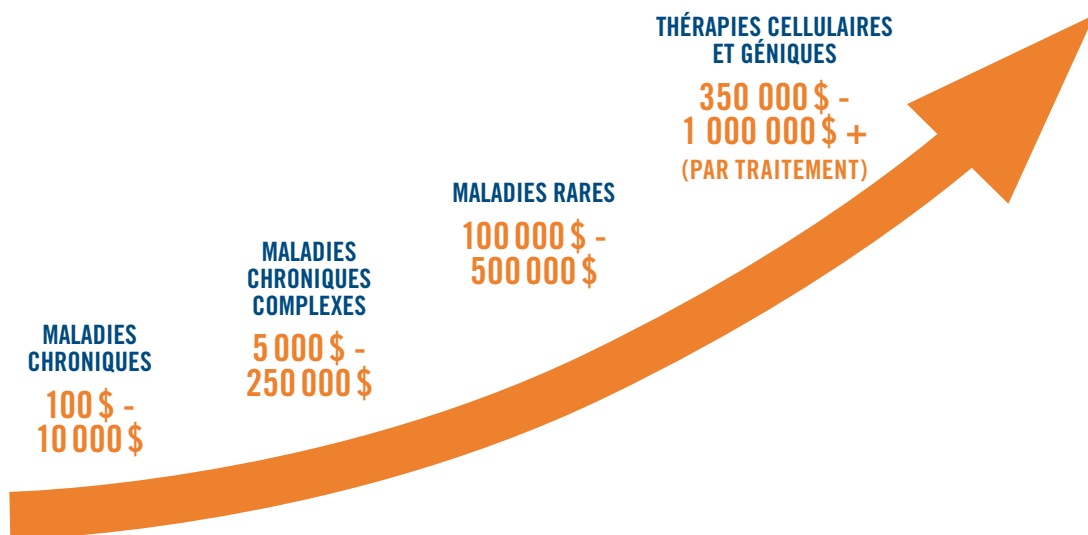 MALADIES
CHRONIQUES
100 $ -
10 000 $
MALADIES
CHRONIQUES
COMPLEXES
5 000 $ -
250 000 $
MALADIES RARES
100 000 $ -
500 000 $
THÉRAPIES CELLULAIRES
ET GÉNIQUES
350 000 $ -
1 000 000 $ +
(PAR TRAITEMENT)